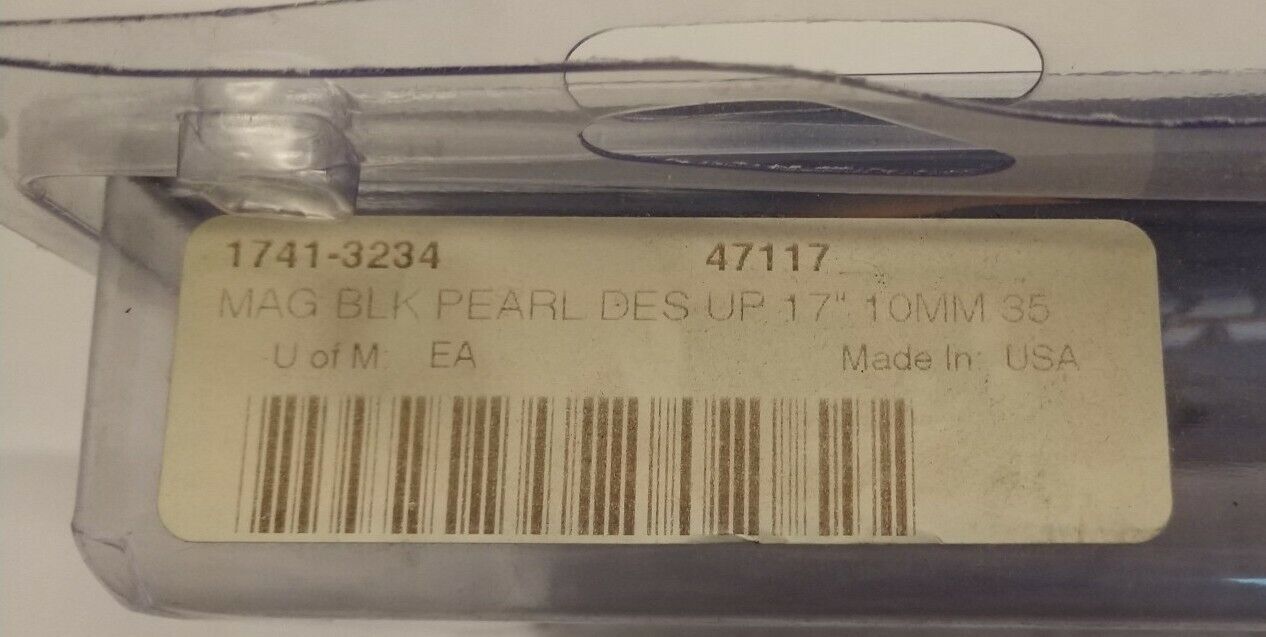 1741-3234 47117
MAG BLK PEARL DES UP 17" 10MM 35
U of M: EA Made In: USA